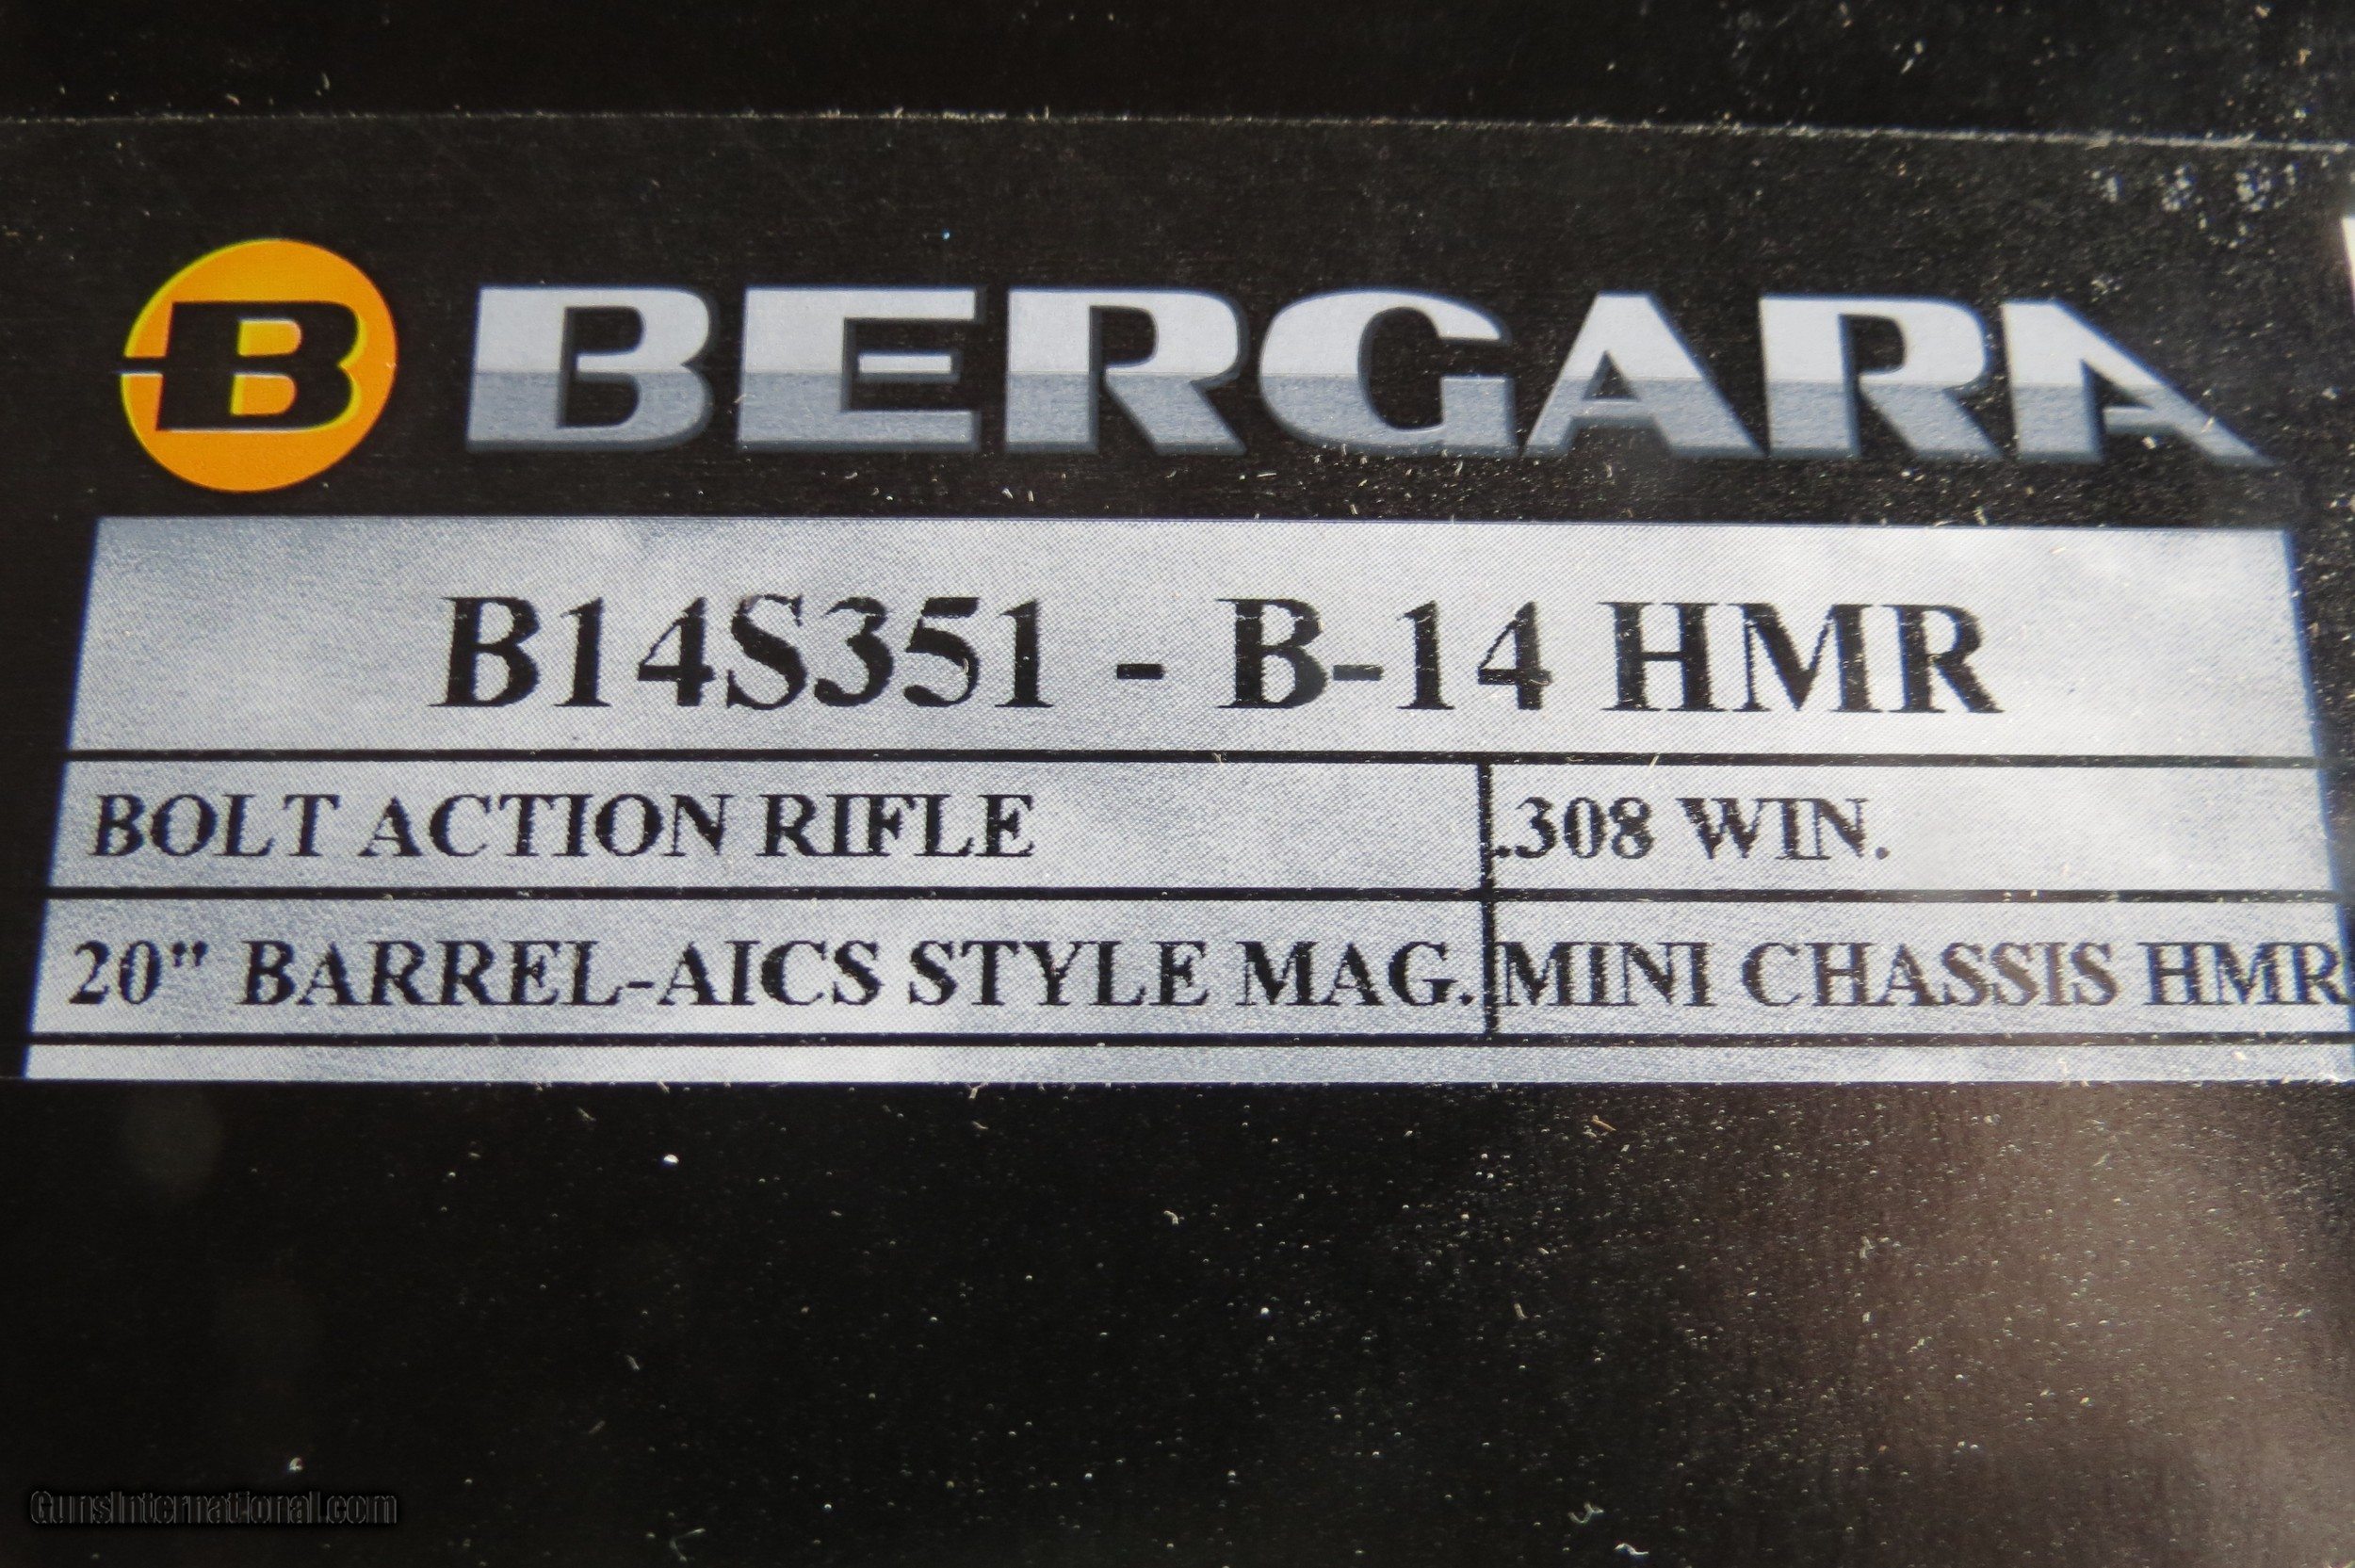 B BERGARA
B14S351 - B-14 HMR
BOLT ACTION RIFLE .308 WIN.
20" BARREL-AICS STYLE MAG. MINI CHASSIS HMR
GunsInternational.com